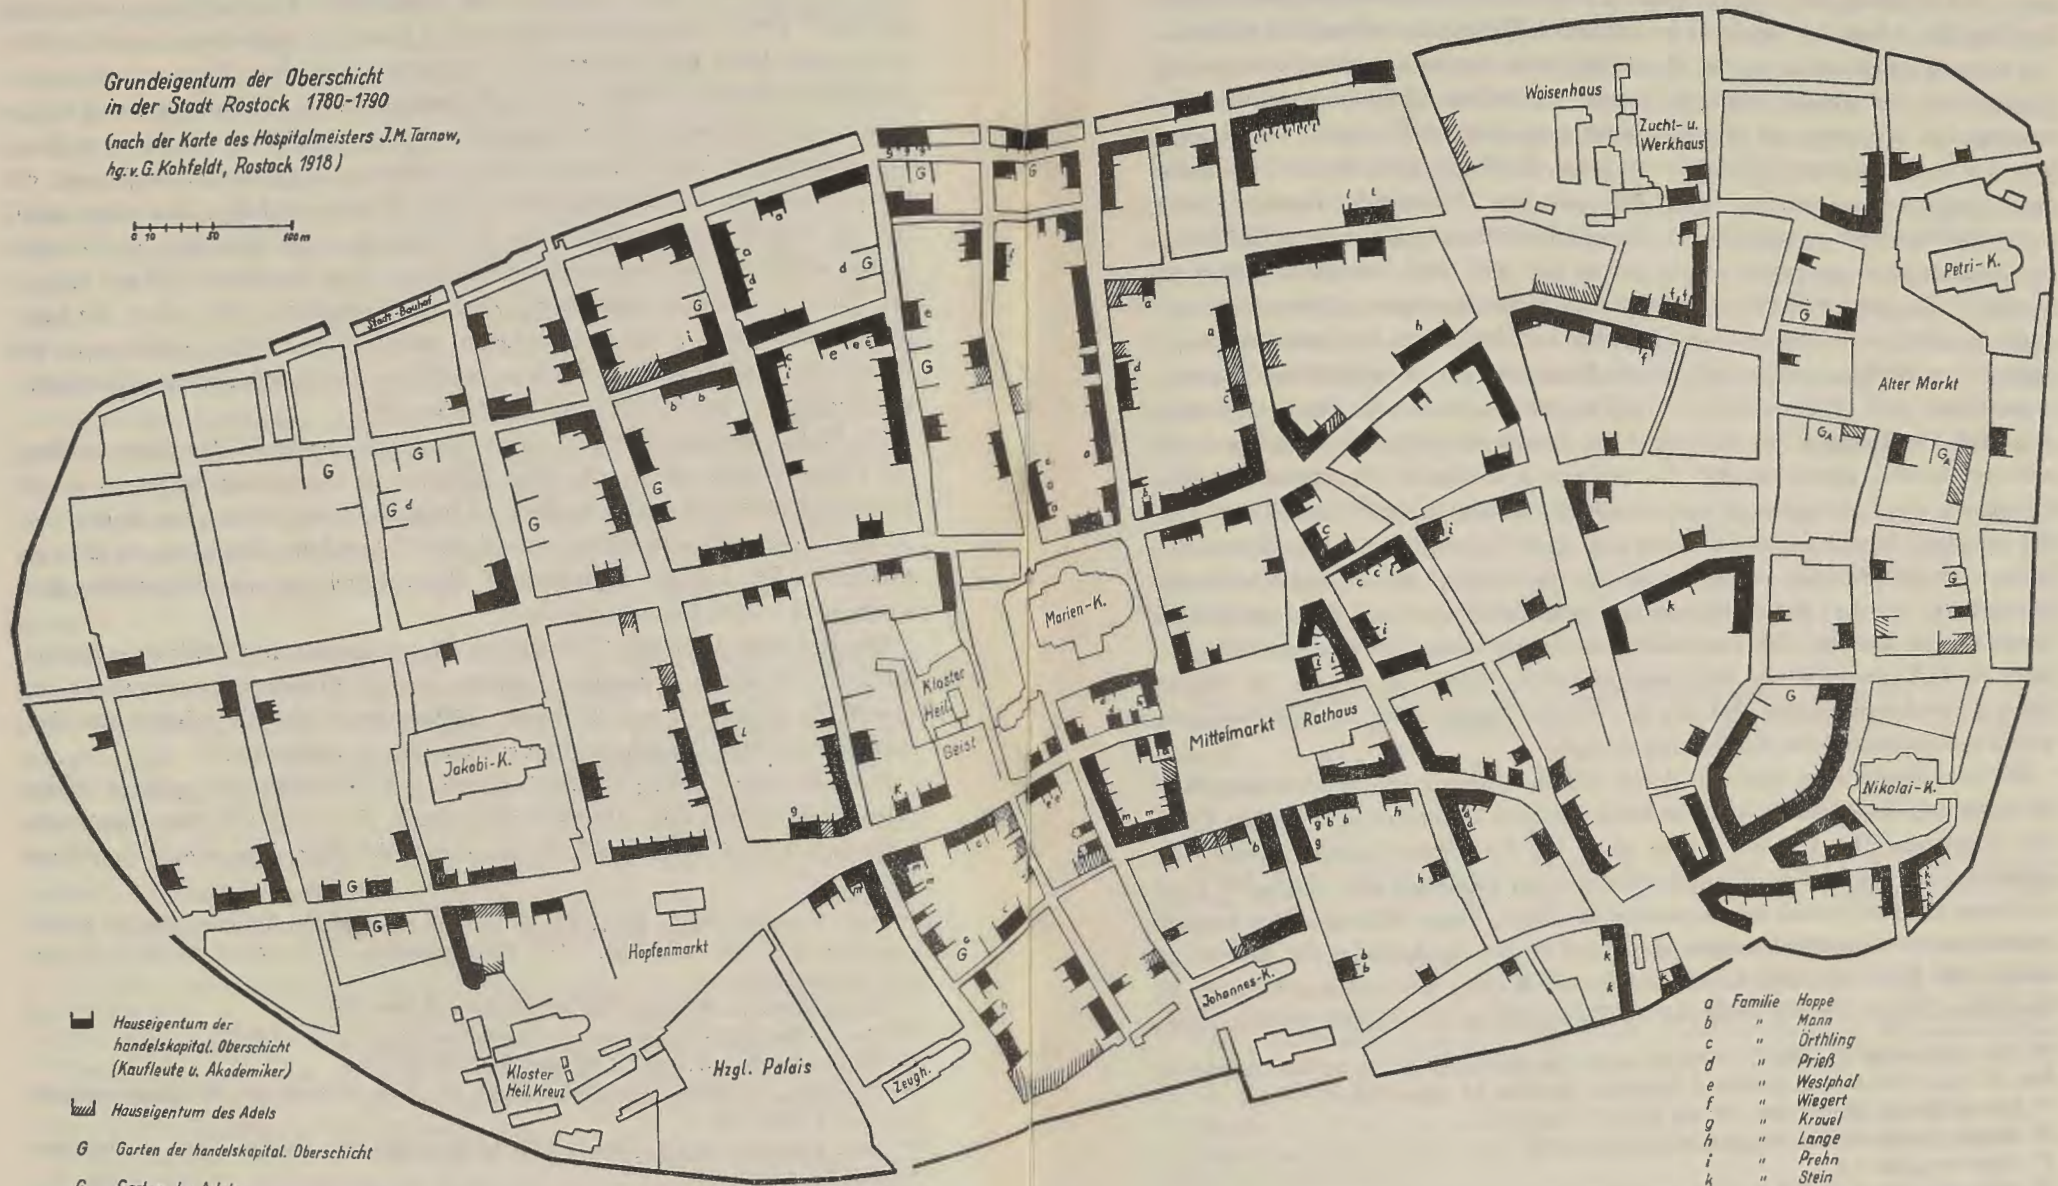 Grundeigentum der Oberschicht
in der Stadt Rostock 1780-1790
(nach der Karte des Hospitalmeisters J.M. Tarnow,
hg. v. G. Kohfeldt, Rostock 1918)
0 10 50 100 m
Waisenhaus
Zucht- u.
Werkhaus
Petri-K.
Stadt-Bauhof
Alter Markt
Marien-K.
Kloster
Heil.
Geist
Mittelmarkt
Rathaus
Jakobi-K.
Nikolai-K.
Hopfenmarkt
Johannes-K.
Hzgl. Palais
Zeugh.
Kloster
Heil. Kreuz
Hauseigentum der
handelskapital. Oberschicht
(Kaufleute u. Akademiker)
Hauseigentum des Adels
G Garten der handelskapital. Oberschicht
a Familie Hoppe
b " Mann
c " Örthling
d " Prieß
e " Westphal
f " Wiegert
g " Krauel
h " Lange
i " Prehn
k " Stein